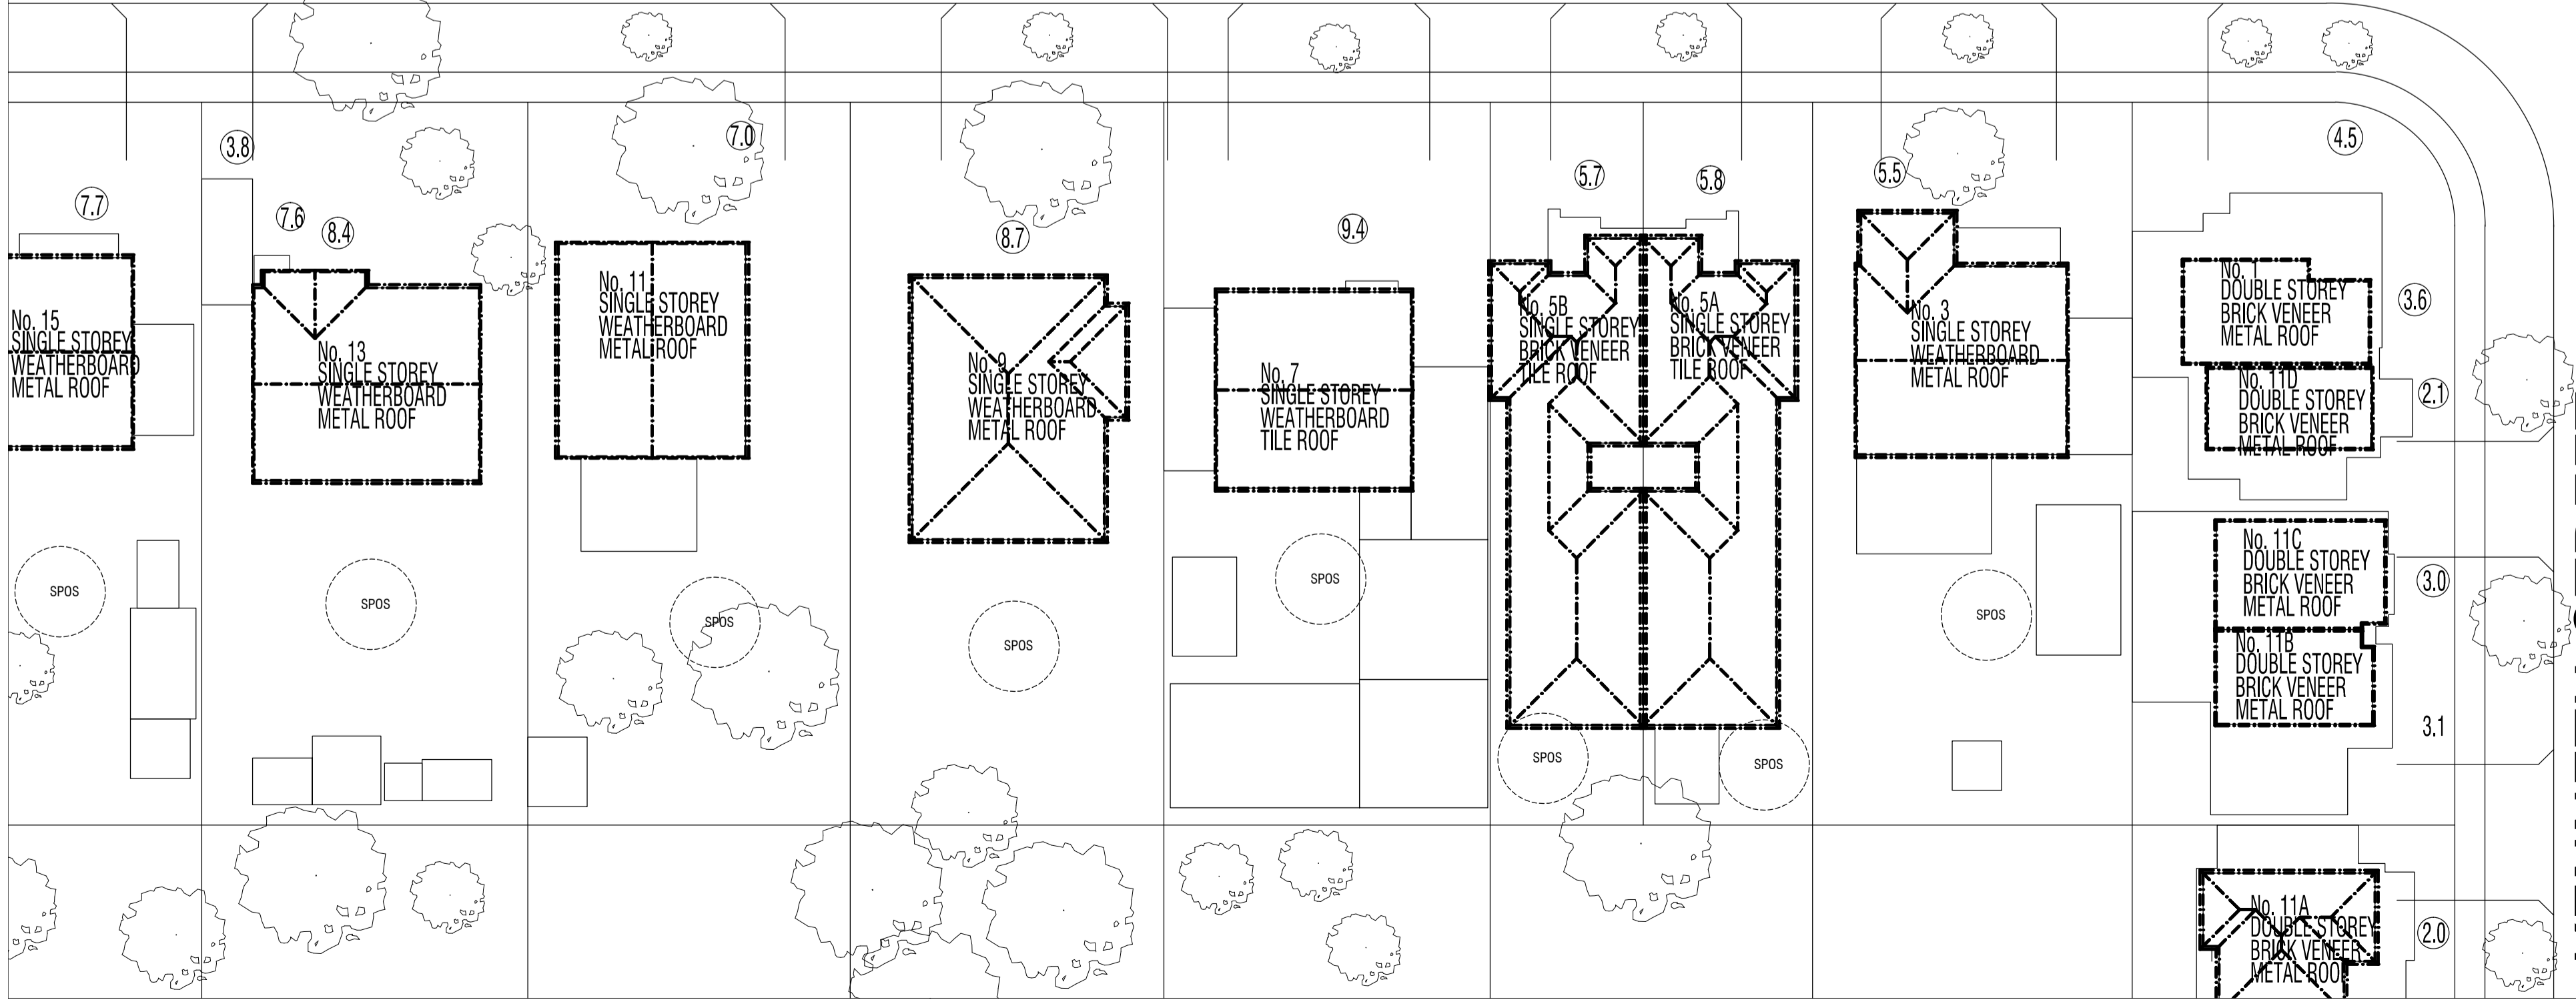 3.8
7.0
4.5
7.7
7.6
8.4
8.7
9.4
5.7
5.8
5.5
No. 15
SINGLE STOREY
WEATHERBOARD
METAL ROOF
No. 13
SINGLE STOREY
WEATHERBOARD
METAL ROOF
No. 11
SINGLE STOREY
WEATHERBOARD
METAL ROOF
No. 9
SINGLE STOREY
WEATHERBOARD
METAL ROOF
No. 7
SINGLE STOREY
WEATHERBOARD
TILE ROOF
No. 5B
SINGLE STOREY
BRICK VENEER
TILE ROOF
No. 5A
SINGLE STOREY
BRICK VENEER
TILE ROOF
No. 3
SINGLE STOREY
WEATHERBOARD
METAL ROOF
No. 1
DOUBLE STOREY
BRICK VENEER
METAL ROOF
3.6
No. 11D
DOUBLE STOREY
BRICK VENEER
METAL ROOF
2.1
No. 11C
DOUBLE STOREY
BRICK VENEER
METAL ROOF
3.0
No. 11B
DOUBLE STOREY
BRICK VENEER
METAL ROOF
3.1
SPOS
SPOS
SPOS
SPOS
SPOS
SPOS
SPOS
SPOS
No. 11A
DOUBLE STOREY
BRICK VENEER
METAL ROOF
2.0